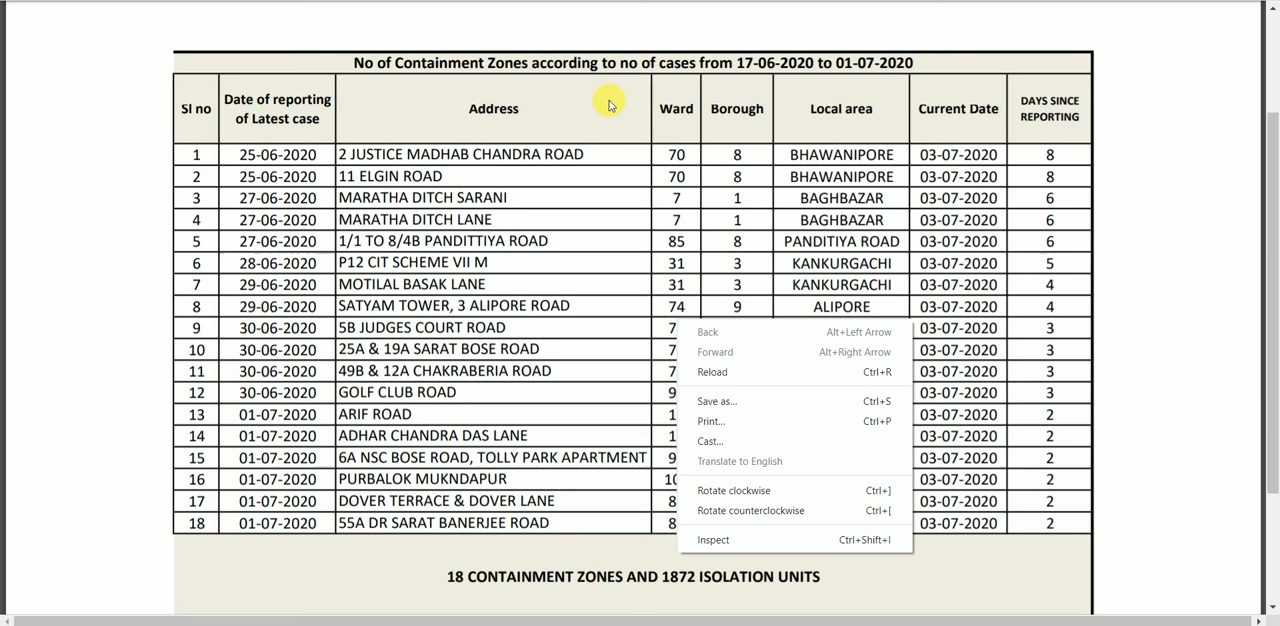 No of Containment Zones according to no of cases from 17-06-2020 to 01-07-2020
Sl no Date of reporting of Latest case Address Ward Borough Local area Current Date DAYS SINCE REPORTING
1 25-06-2020 2 JUSTICE MADHAB CHANDRA ROAD 70 8 BHAWANIPORE 03-07-2020 8
2 25-06-2020 11 ELGIN ROAD 70 8 BHAWANIPORE 03-07-2020 8
3 27-06-2020 MARATHA DITCH SARANI 7 1 BAGHBAZAR 03-07-2020 6
4 27-06-2020 MARATHA DITCH LANE 7 1 BAGHBAZAR 03-07-2020 6
5 27-06-2020 1/1 TO 8/4B PANDITTIYA ROAD 85 8 PANDITIYA ROAD 03-07-2020 6
6 28-06-2020 P12 CIT SCHEME VII M 31 3 KANKURGACHI 03-07-2020 5
7 29-06-2020 MOTILAL BASAK LANE 31 3 KANKURGACHI 03-07-2020 4
8 29-06-2020 SATYAM TOWER, 3 ALIPORE ROAD 74 9 ALIPORE 03-07-2020 4
9 30-06-2020 5B JUDGES COURT ROAD 03-07-2020 3
10 30-06-2020 25A & 19A SARAT BOSE ROAD 03-07-2020 3
11 30-06-2020 49B & 12A CHAKRABERIA ROAD 03-07-2020 3
12 30-06-2020 GOLF CLUB ROAD 03-07-2020 3
13 01-07-2020 ARIF ROAD 03-07-2020 2
14 01-07-2020 ADHAR CHANDRA DAS LANE 03-07-2020 2
15 01-07-2020 6A NSC BOSE ROAD, TOLLY PARK APARTMENT 03-07-2020 2
16 01-07-2020 PURBALOK MUKNDAPUR 03-07-2020 2
17 01-07-2020 DOVER TERRACE & DOVER LANE 03-07-2020 2
18 01-07-2020 55A DR SARAT BANERJEE ROAD 03-07-2020 2
Back Alt+Left Arrow
Forward Alt+Right Arrow
Reload Ctrl+R
Save as... Ctrl+S
Print... Ctrl+P
Cast...
Translate to English
Rotate clockwise Ctrl+]
Rotate counterclockwise Ctrl+[
Inspect Ctrl+Shift+I
18 CONTAINMENT ZONES AND 1872 ISOLATION UNITS